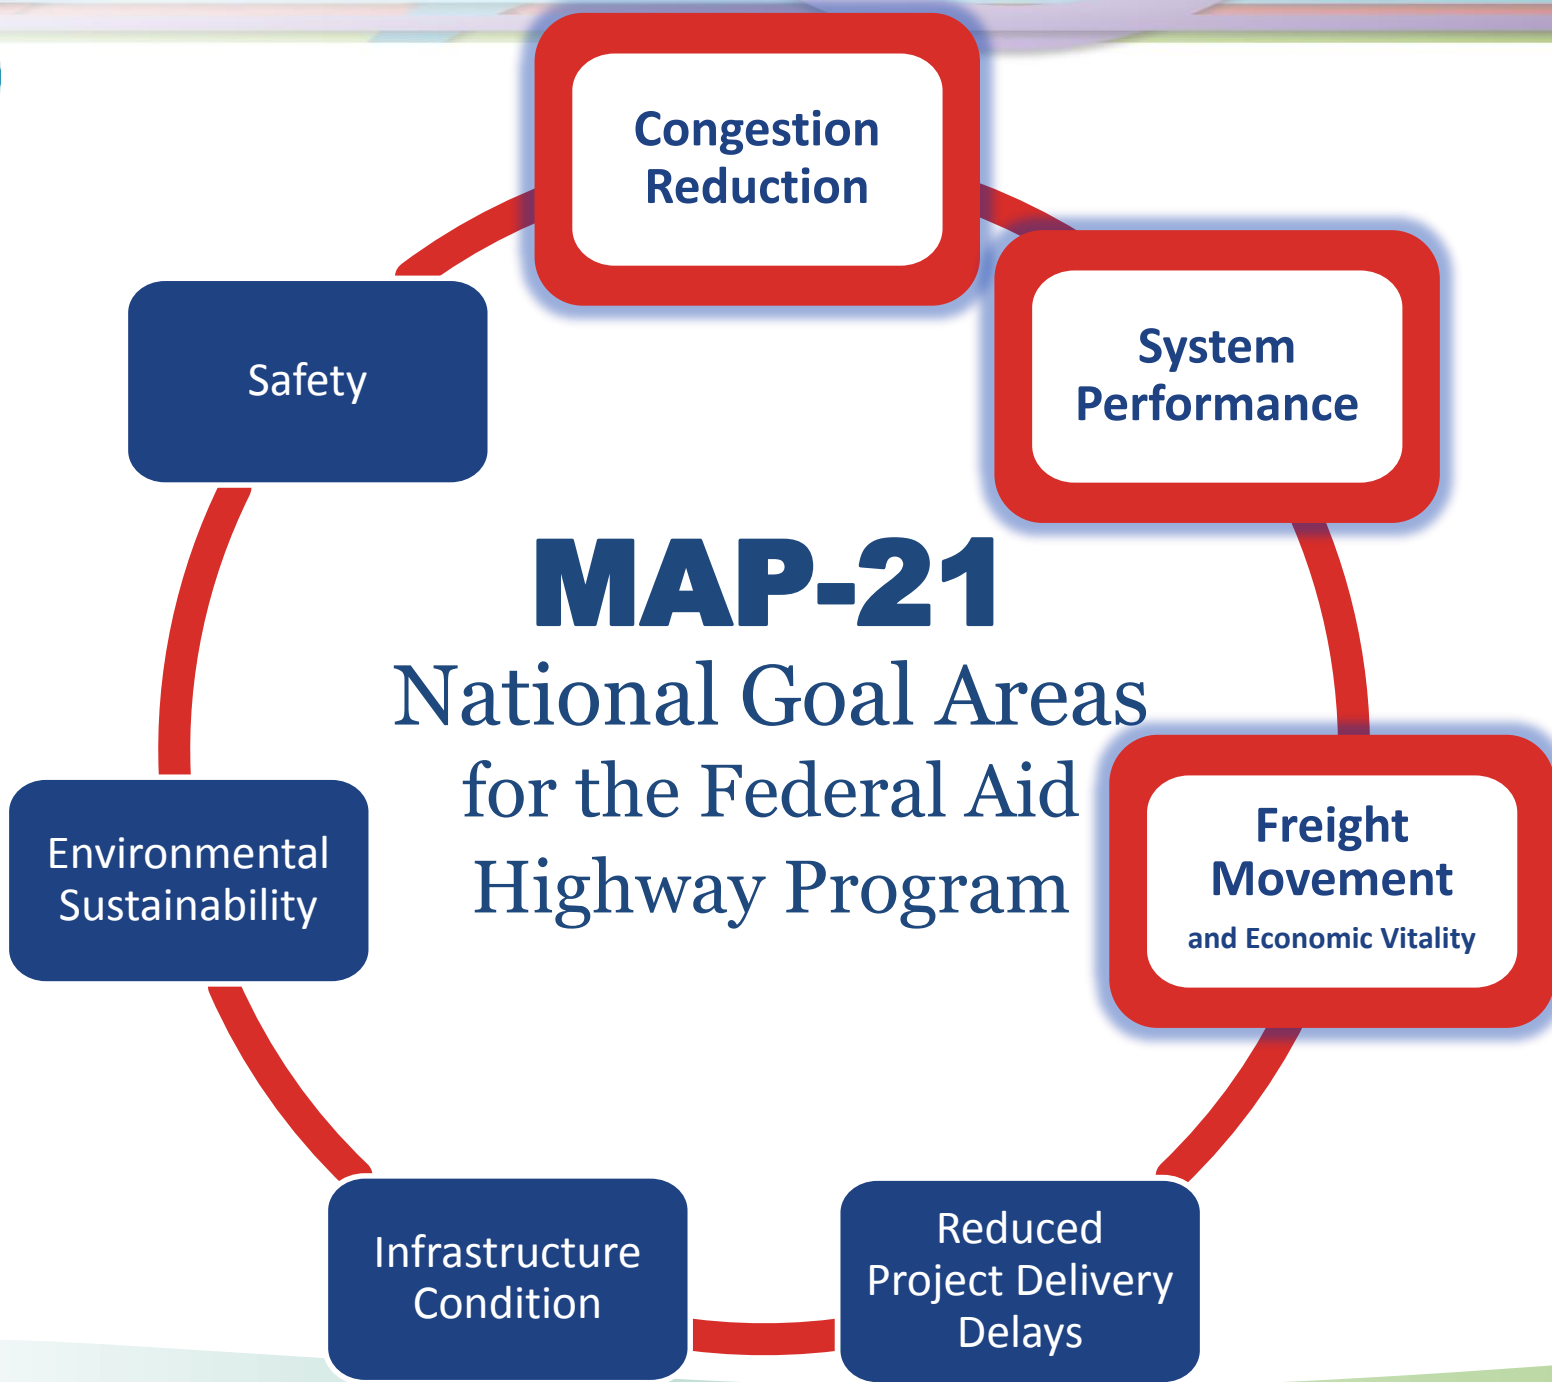 Congestion
Reduction
System
Performance
Safety
MAP-21
National Goal Areas
for the Federal Aid
Highway Program
Freight
Movement
and Economic Vitality
Environmental
Sustainability
Infrastructure
Condition
Reduced
Project Delivery
Delays